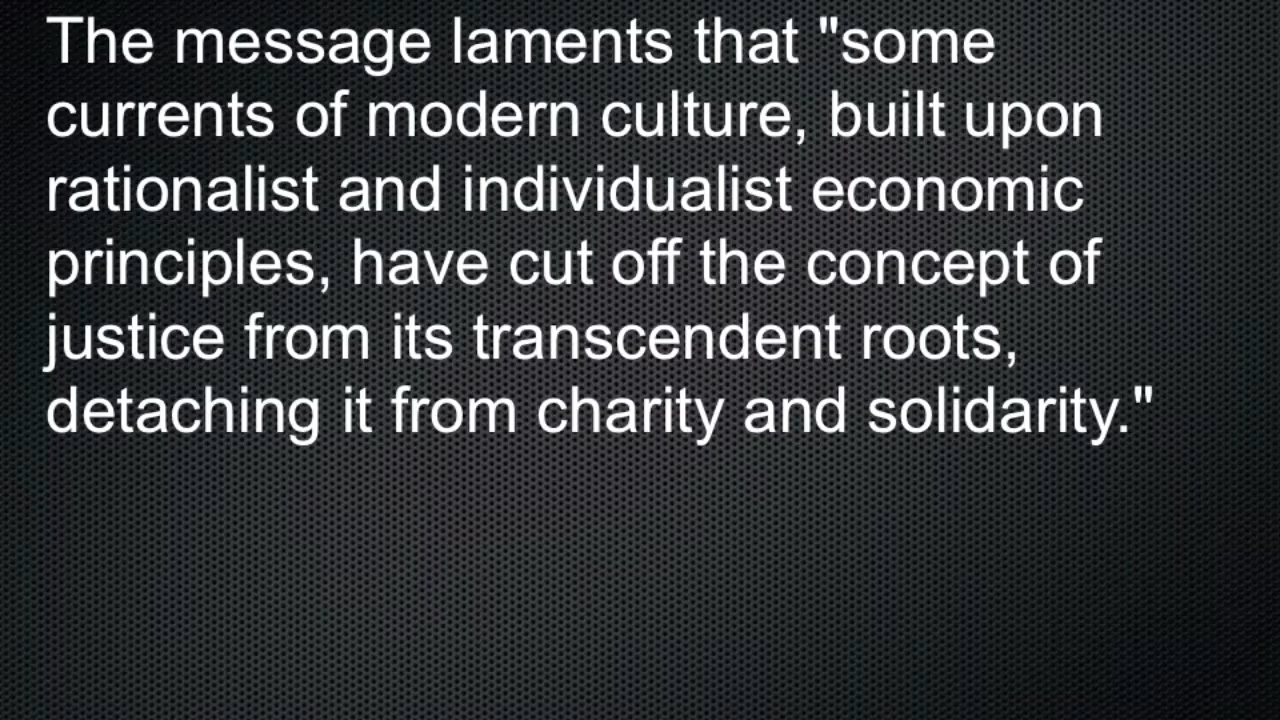 The message laments that "some
currents of modern culture, built upon
rationalist and individualist economic
principles, have cut off the concept of
justice from its transcendent roots,
detaching it from charity and solidarity."